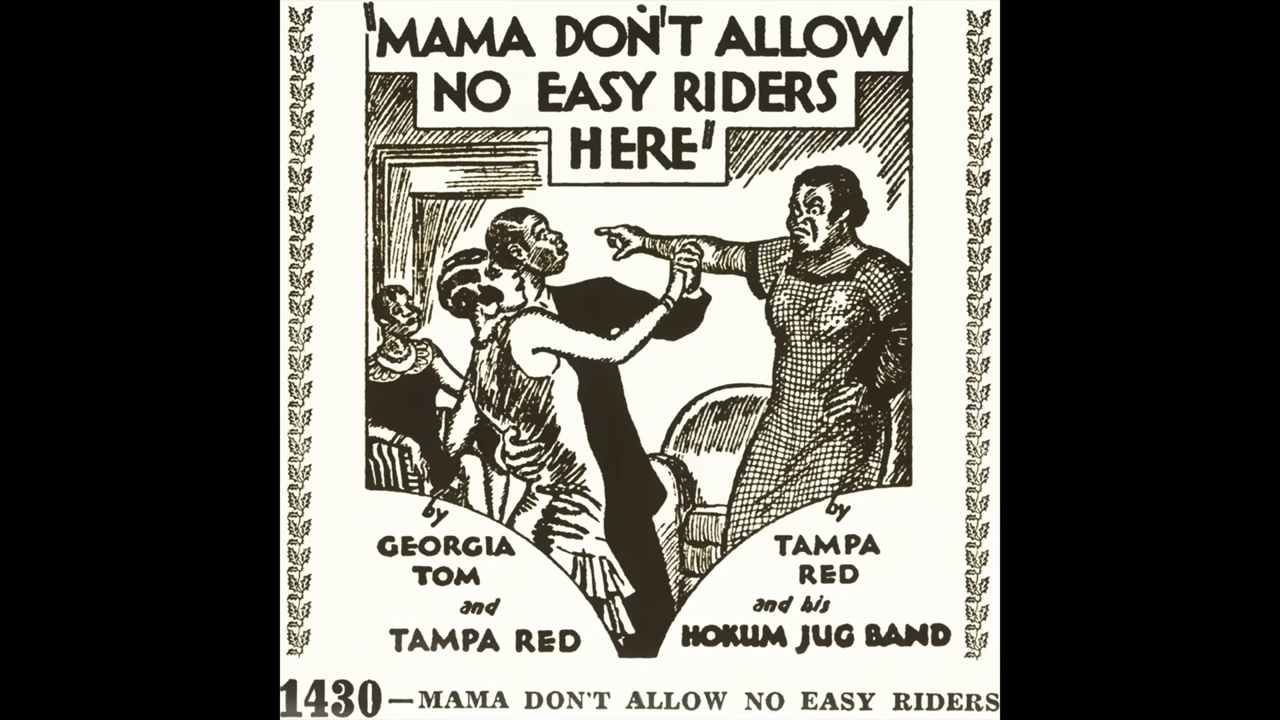 "MAMA DON'T ALLOW
NO EASY RIDERS
HERE"
by
GEORGIA
TOM
and
TAMPA RED
by
TAMPA
RED
and his
HOKUM JUG BAND
1430—MAMA DON'T ALLOW NO EASY RIDERS